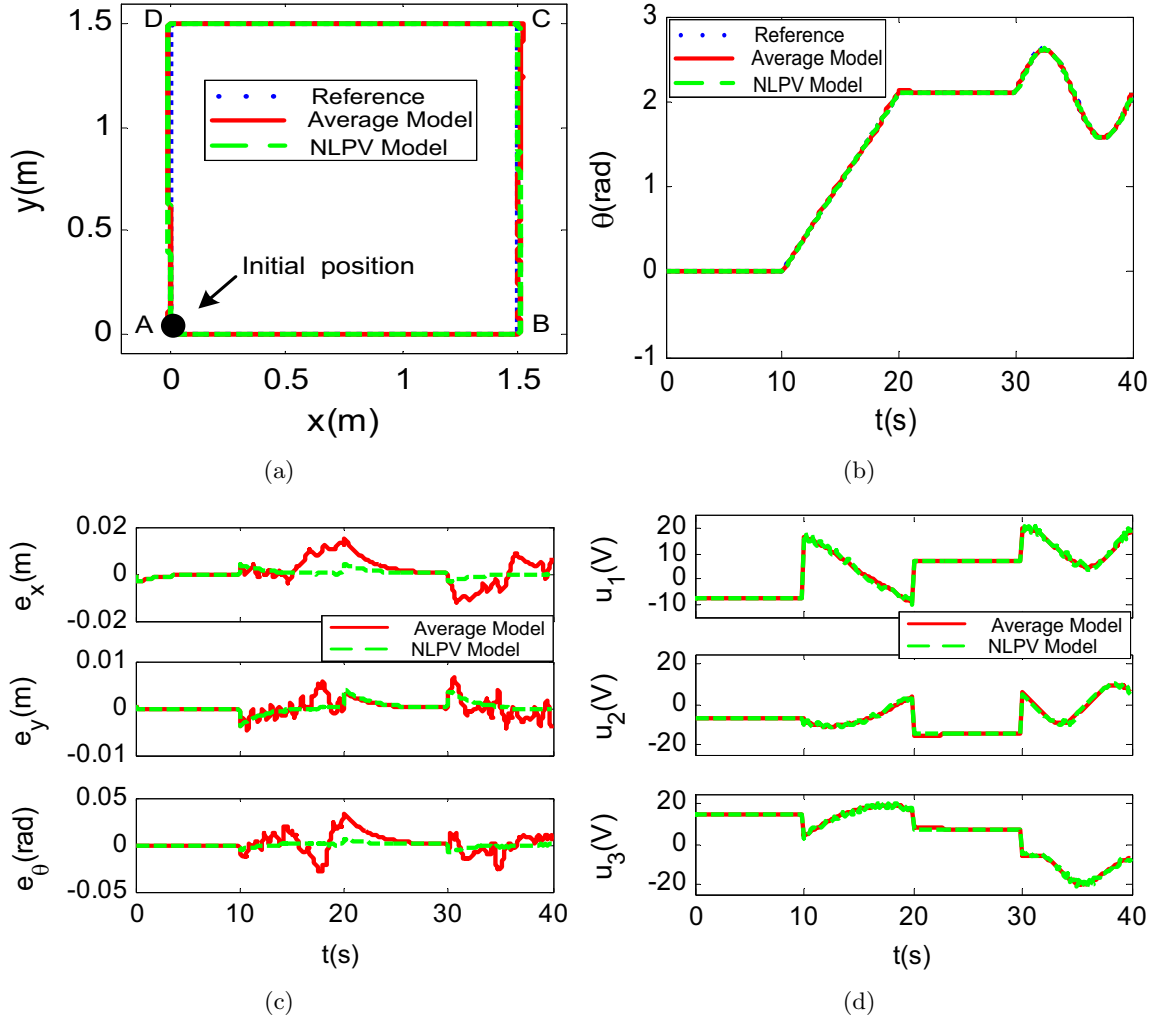 D
C
1.5
Reference
Average Model
NLPV Model
y(m)
0.5
Initial position
A
B
0
0
0.5
1
1.5
x(m)
(a)
3
Reference
Average Model
NLPV Model
2
θ(rad)
1
0
-1
0
10
20
30
40
t(s)
(b)
0.02
e_x(m)
0
-0.02
Average Model
NLPV Model
0.01
e_y(m)
0
-0.01
0.05
e_θ(rad)
0
-0.05
0
10
20
30
40
t(s)
(c)
20
10
u_1(V)
0
-10
Average Model
NLPV Model
20
u_2(V)
0
-20
20
u_3(V)
0
-20
0
10
20
30
40
t(s)
(d)